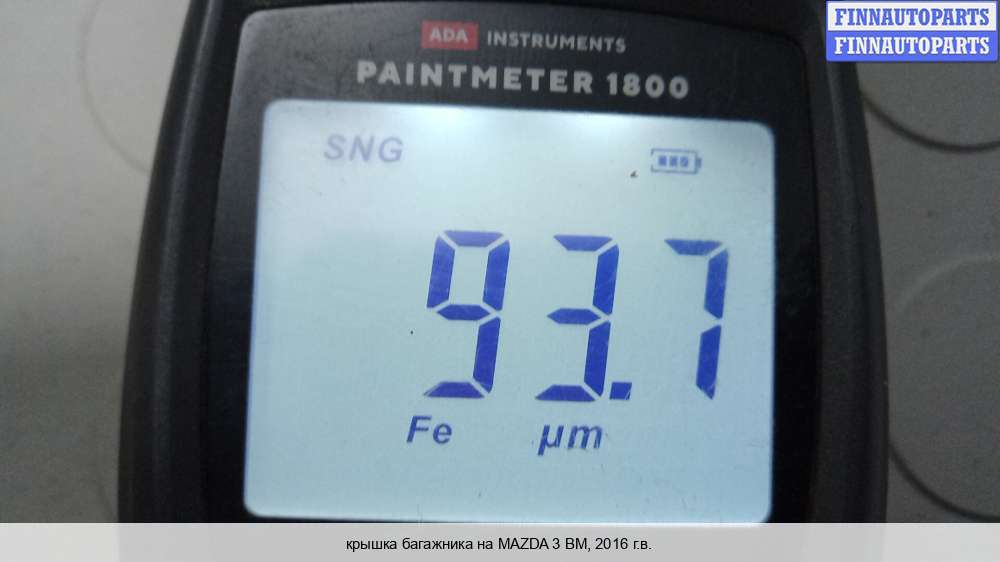 FINNAUTOPARTS
FINNAUTOPARTS
ADA INSTRUMENTS
PAINTMETER 1800
SNG
93.7
Fe µm
крышка багажника на MAZDA 3 BM, 2016 г.в.